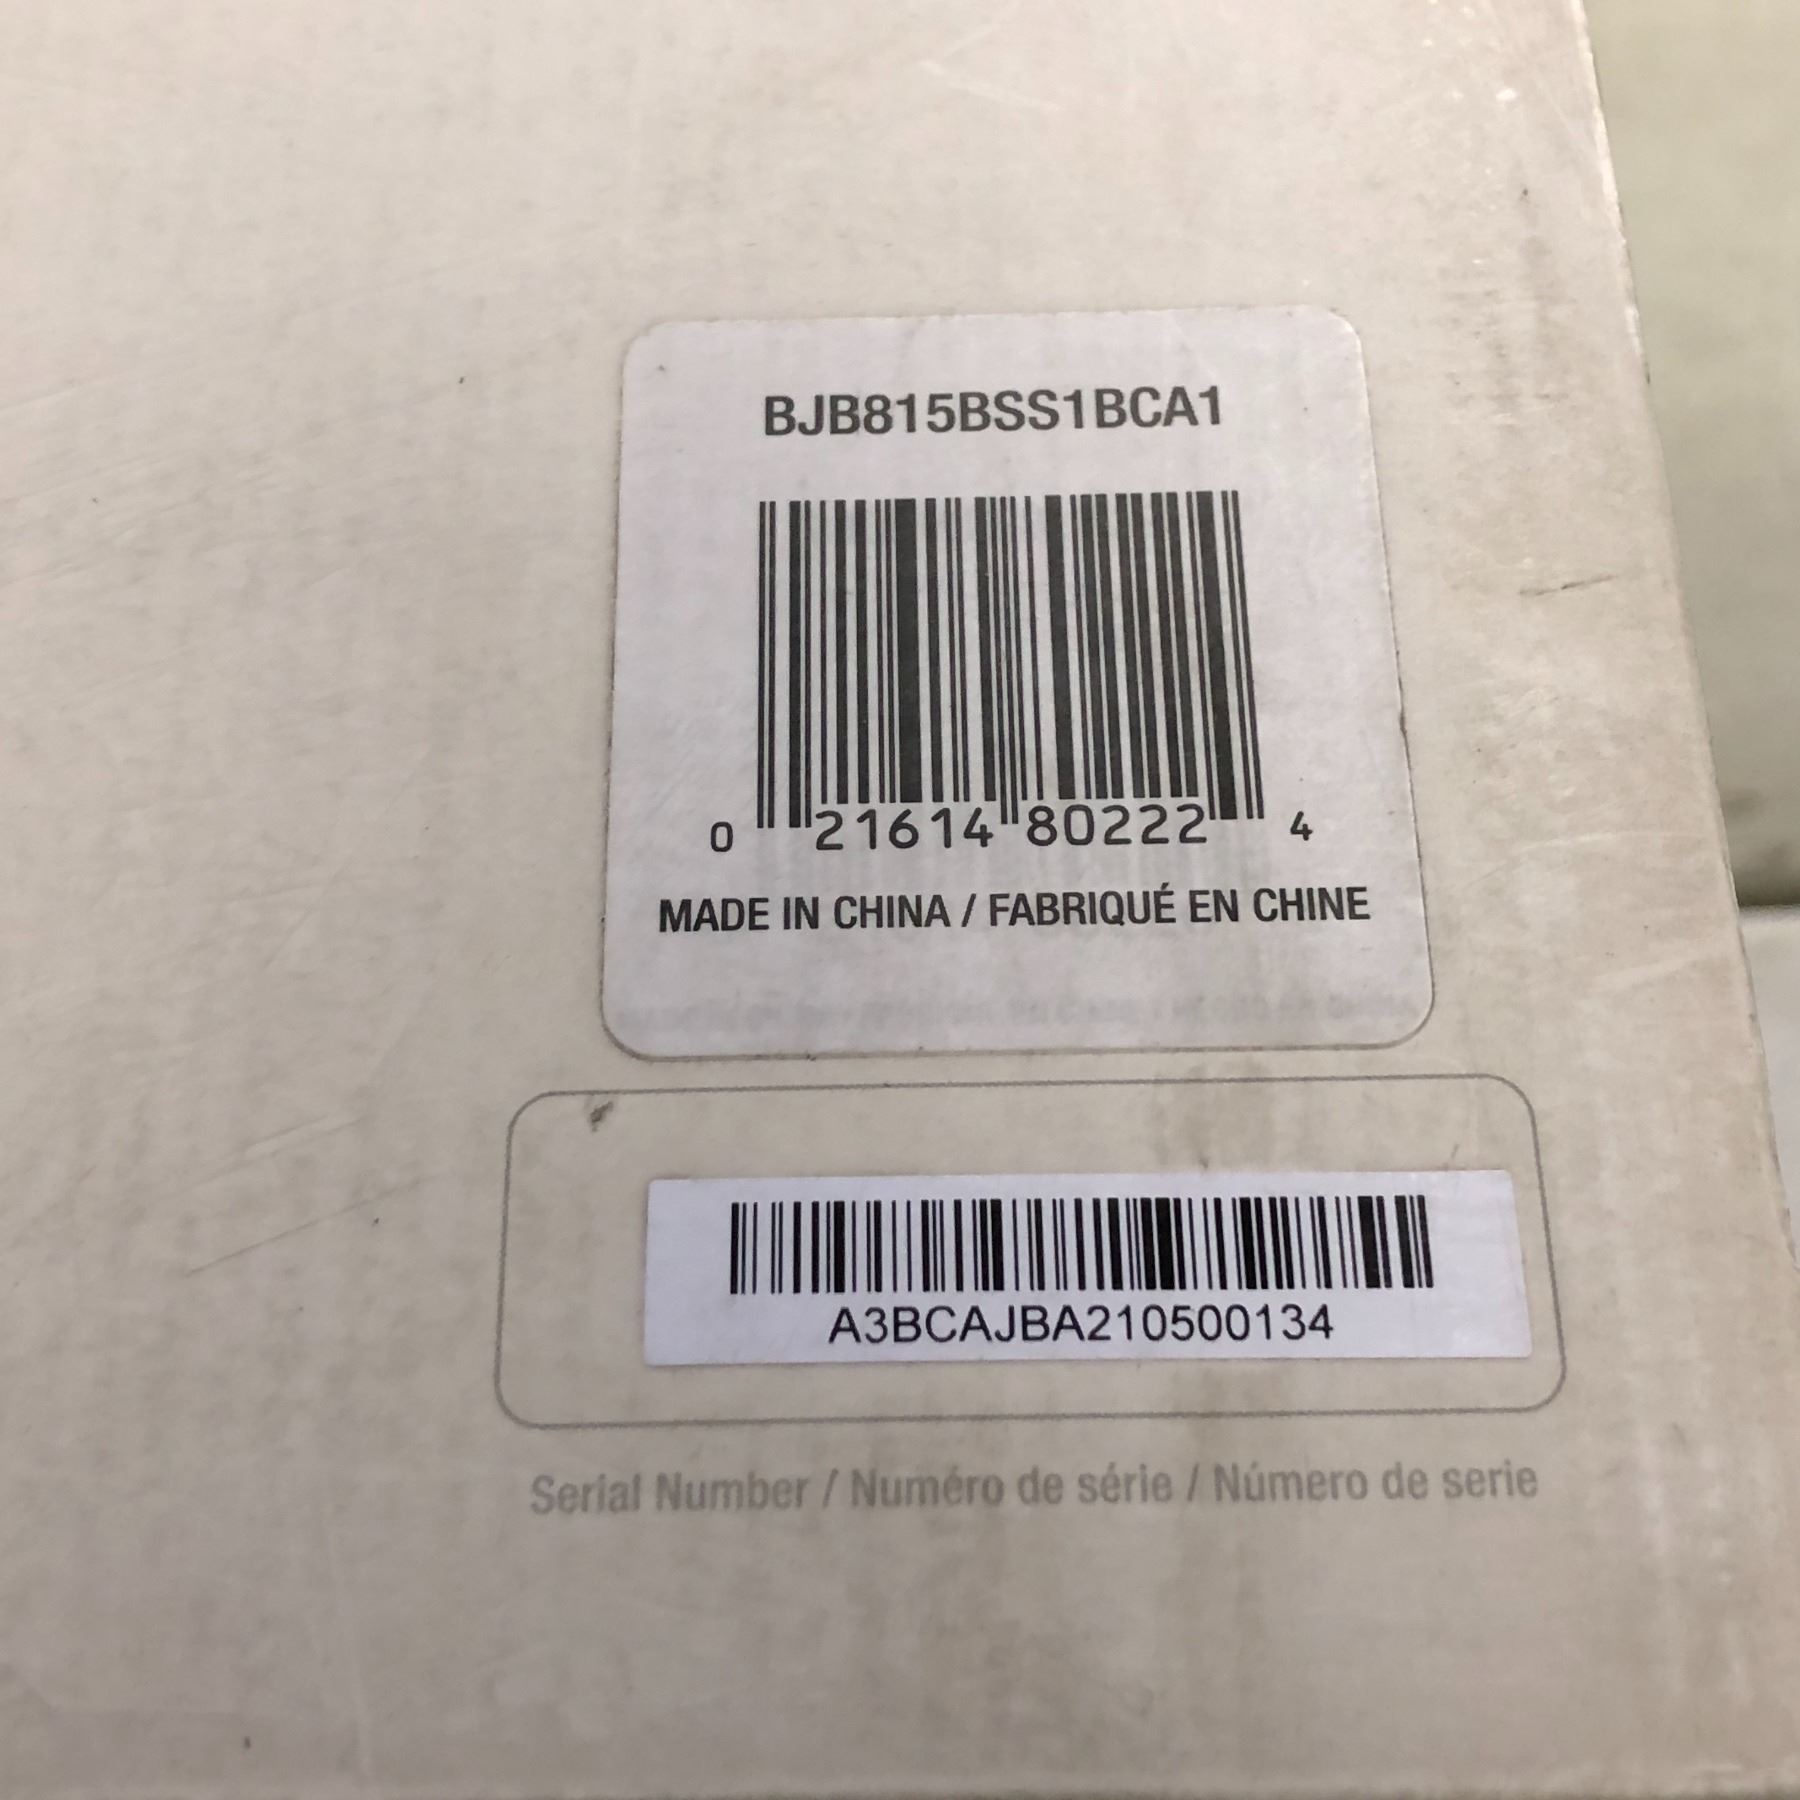 BJB815BSS1BCA1
0 21614 80222 4
MADE IN CHINA / FABRIQUÉ EN CHINE
A3BCAJBA210500134
Serial Number / Numéro de série / Número de serie